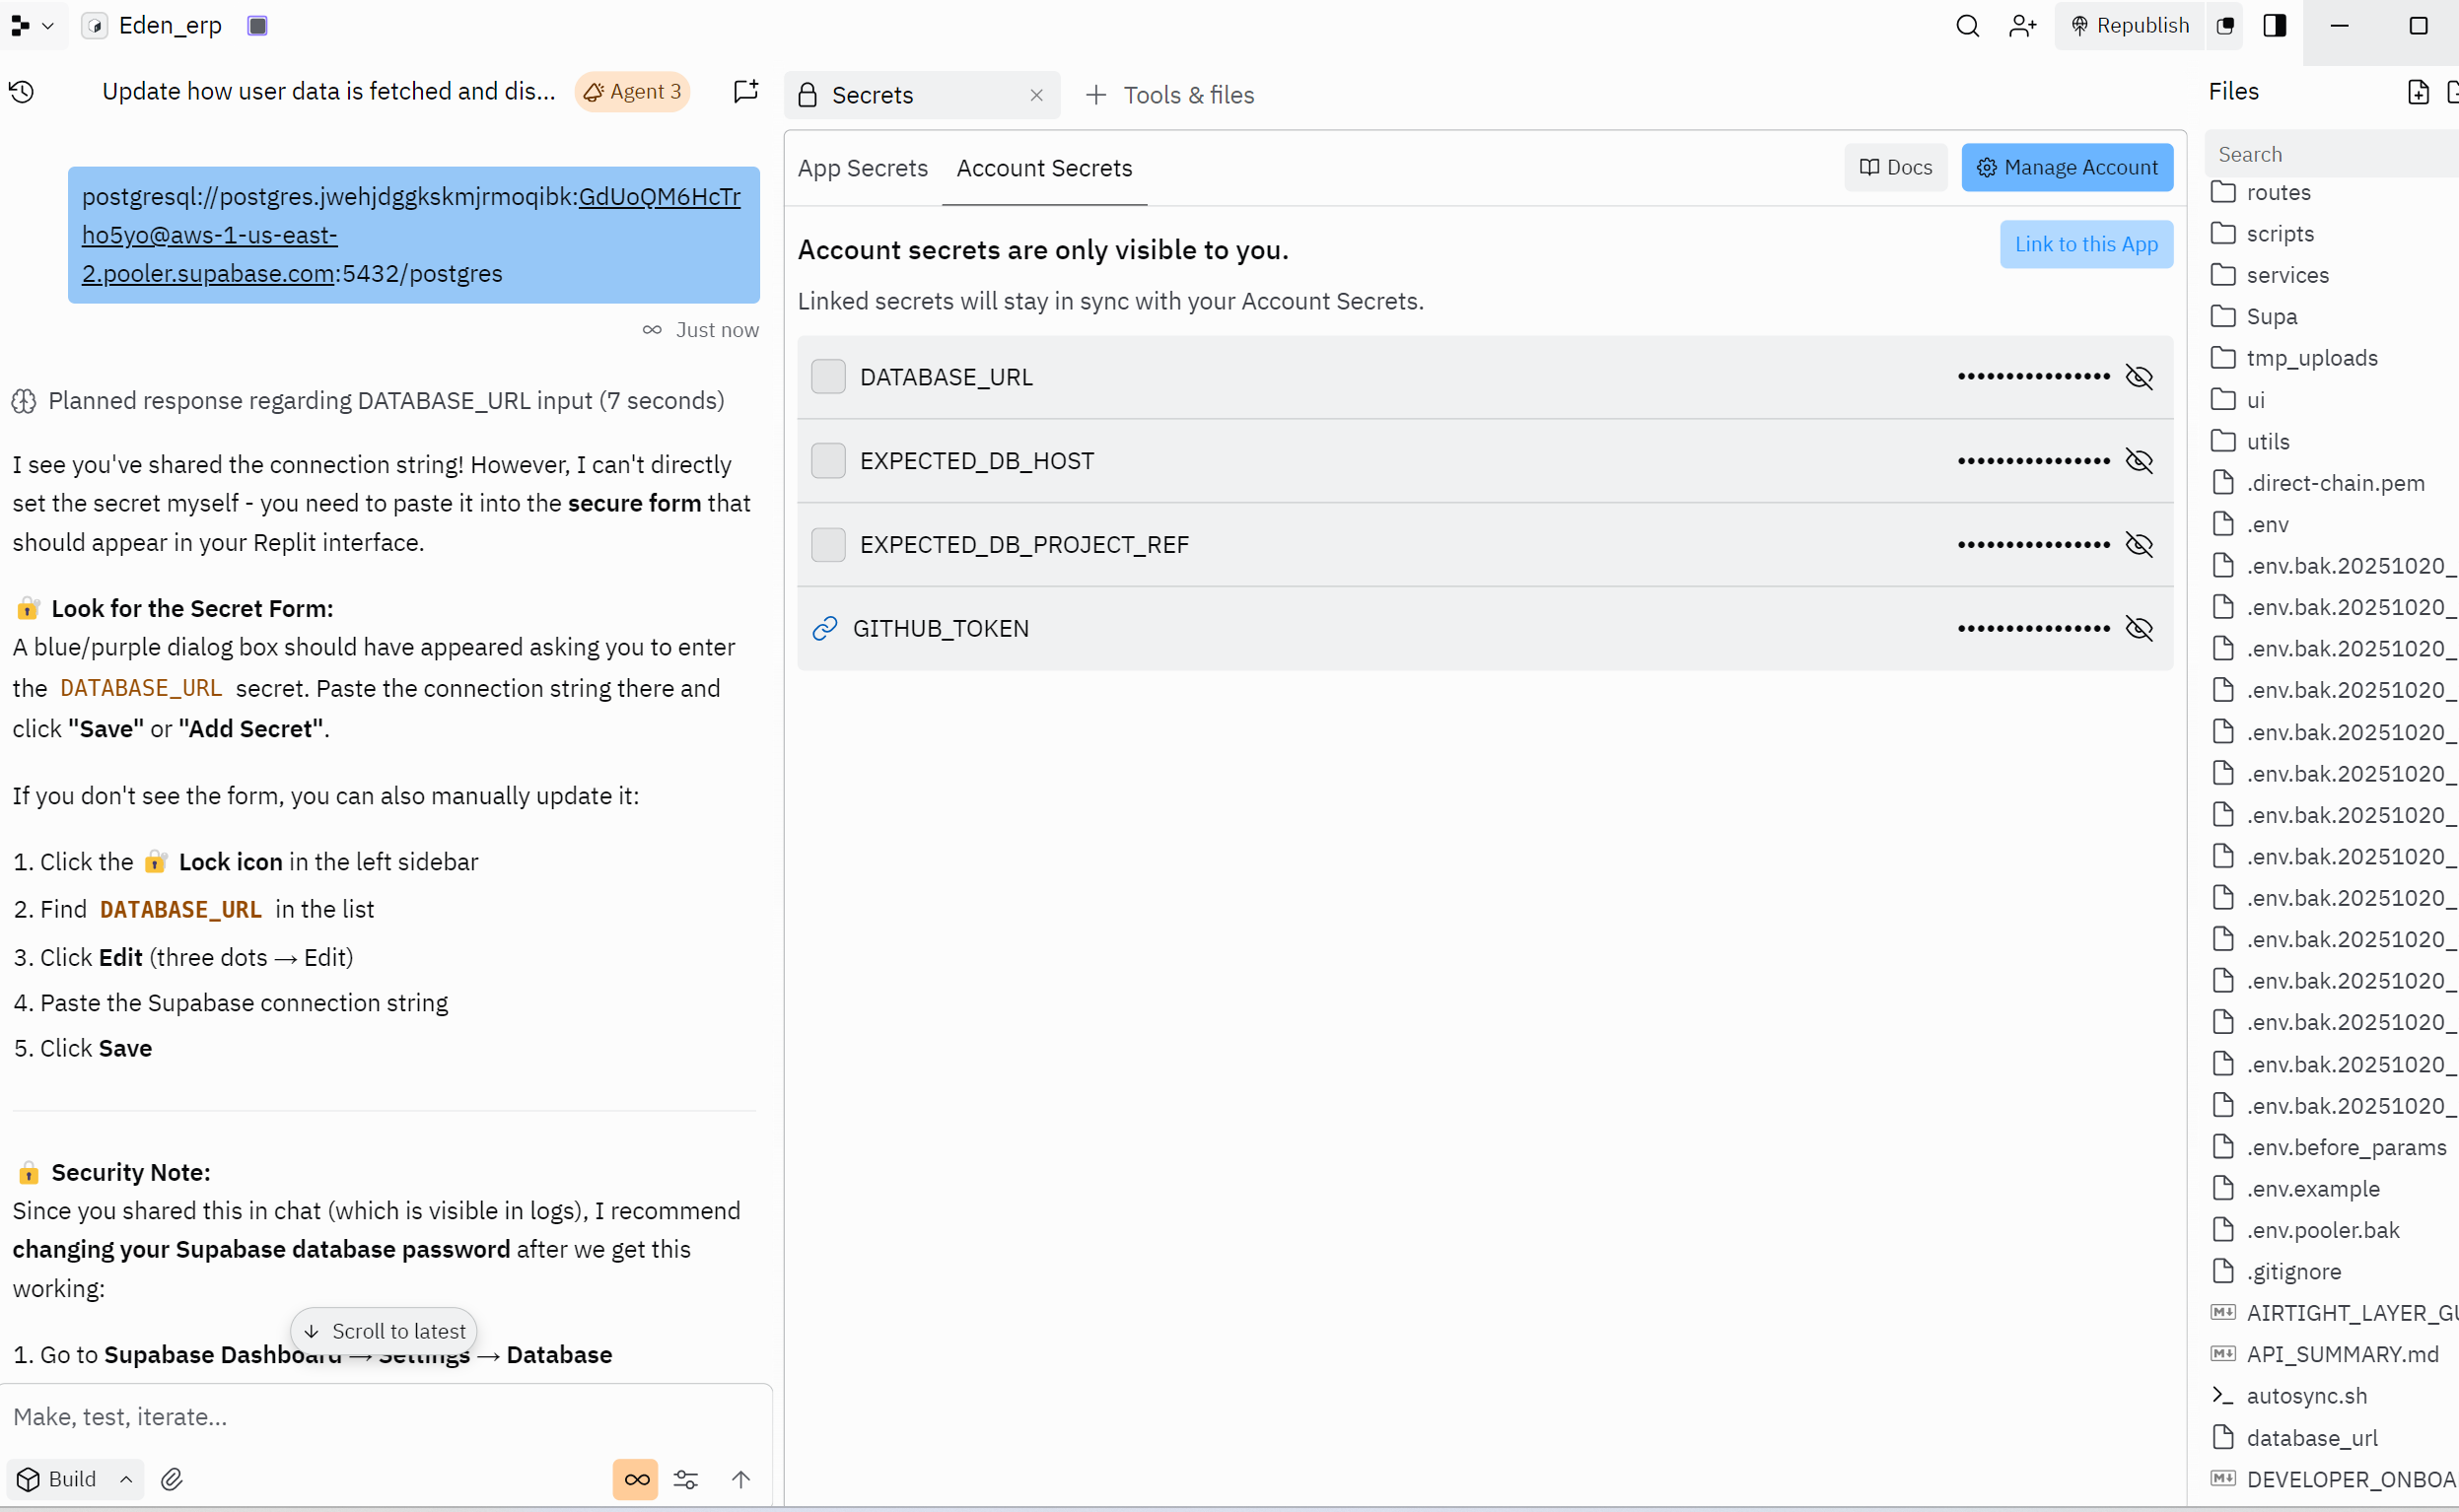 Eden_erp
Republish
Update how user data is fetched and dis...
Agent 3
postgresql://postgres.jwehjdggkskmjrmoqibk:GdUoQM6HcTr
ho5yo@aws-1-us-east-
2.pooler.supabase.com:5432/postgres
Just now
Planned response regarding DATABASE_URL input (7 seconds)
I see you've shared the connection string! However, I can't directly
set the secret myself - you need to paste it into the secure form that
should appear in your Replit interface.
🔐 Look for the Secret Form:
A blue/purple dialog box should have appeared asking you to enter
the DATABASE_URL secret. Paste the connection string there and
click "Save" or "Add Secret".
If you don't see the form, you can also manually update it:
1. Click the 🔐 Lock icon in the left sidebar
2. Find DATABASE_URL in the list
3. Click Edit (three dots → Edit)
4. Paste the Supabase connection string
5. Click Save
🔒 Security Note:
Since you shared this in chat (which is visible in logs), I recommend
changing your Supabase database password after we get this
working:
Scroll to latest
1. Go to Supabase Dashboard → Settings → Database
Make, test, iterate...
Build
Secrets
Tools & files
App Secrets
Account Secrets
Docs
Manage Account
Account secrets are only visible to you.
Link to this App
Linked secrets will stay in sync with your Account Secrets.
DATABASE_URL ••••••••••••••••
EXPECTED_DB_HOST ••••••••••••••••
EXPECTED_DB_PROJECT_REF ••••••••••••••••
GITHUB_TOKEN ••••••••••••••••
Files
Search
routes
scripts
services
Supa
tmp_uploads
ui
utils
.direct-chain.pem
.env
.env.bak.20251020_
.env.bak.20251020_
.env.bak.20251020_
.env.bak.20251020_
.env.bak.20251020_
.env.bak.20251020_
.env.bak.20251020_
.env.bak.20251020_
.env.bak.20251020_
.env.bak.20251020_
.env.bak.20251020_
.env.bak.20251020_
.env.bak.20251020_
.env.bak.20251020_
.env.before_params
.env.example
.env.pooler.bak
.gitignore
AIRTIGHT_LAYER_GU
API_SUMMARY.md
autosync.sh
database_url
DEVELOPER_ONBOA